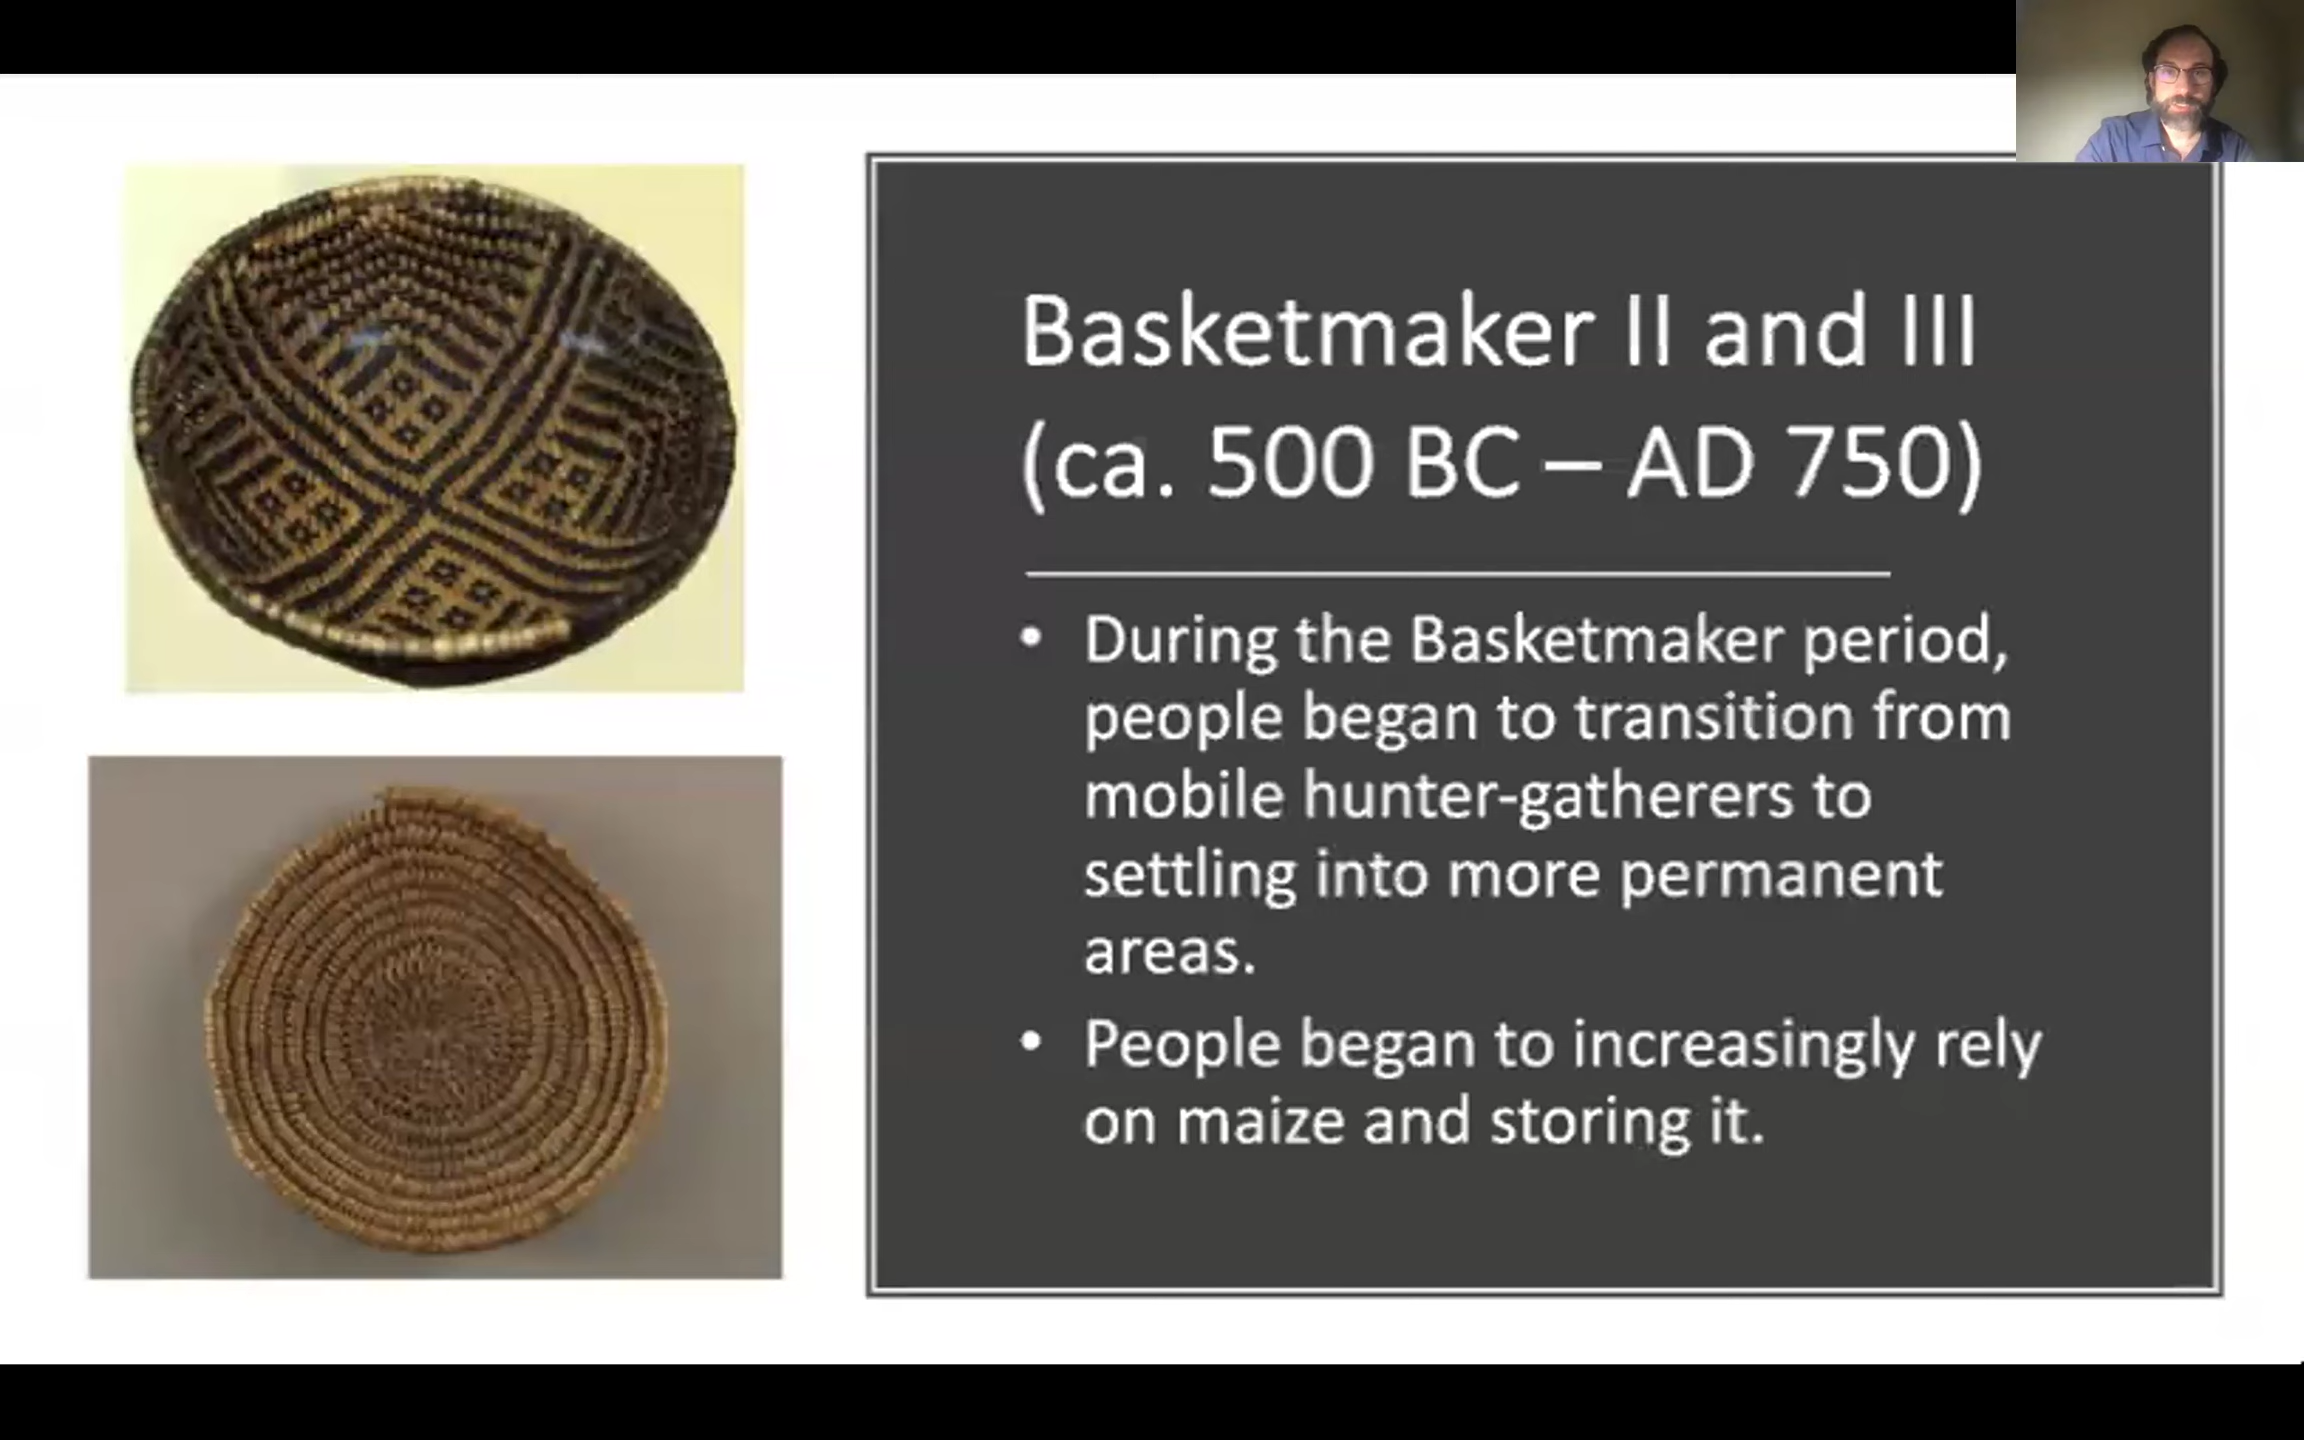 Basketmaker II and III
(ca. 500 BC – AD 750)
• During the Basketmaker period,
people began to transition from
mobile hunter-gatherers to
settling into more permanent
areas.
• People began to increasingly rely
on maize and storing it.